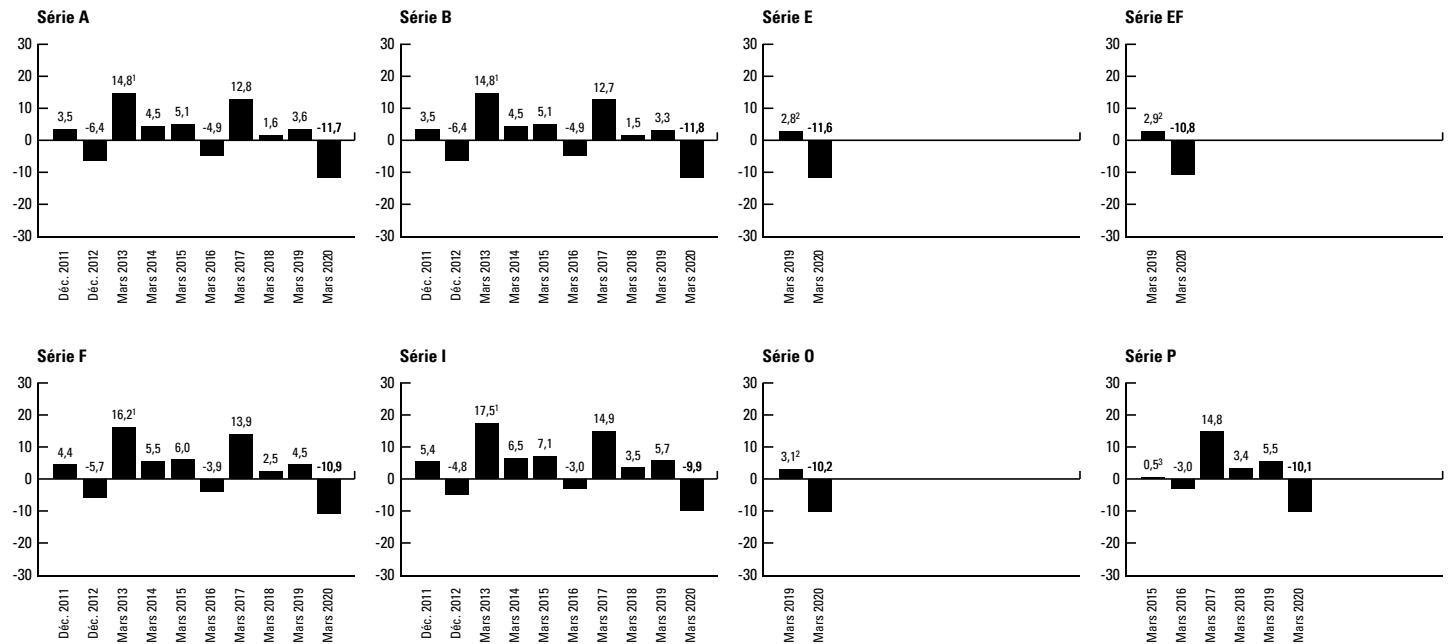 Série A
30
20
10
0
-10
-20
-30
3,5
-6,4
14,8¹
4,5
5,1
-4,9
12,8
1,6
3,6
-11,7
Déc. 2011
Déc. 2012
Mars 2013
Mars 2014
Mars 2015
Mars 2016
Mars 2017
Mars 2018
Mars 2019
Mars 2020
Série B
30
20
10
0
-10
-20
-30
3,5
-6,4
14,8¹
4,5
5,1
-4,9
12,7
1,5
3,3
-11,8
Déc. 2011
Déc. 2012
Mars 2013
Mars 2014
Mars 2015
Mars 2016
Mars 2017
Mars 2018
Mars 2019
Mars 2020
Série E
30
20
10
0
-10
-20
-30
2,8²
-11,6
Mars 2019
Mars 2020
Série EF
30
20
10
0
-10
-20
-30
2,9²
-10,8
Mars 2019
Mars 2020
Série F
30
20
10
0
-10
-20
-30
4,4
-5,7
16,2¹
5,5
6,0
-3,9
13,9
2,5
4,5
-10,9
Déc. 2011
Déc. 2012
Mars 2013
Mars 2014
Mars 2015
Mars 2016
Mars 2017
Mars 2018
Mars 2019
Mars 2020
Série I
30
20
10
0
-10
-20
-30
5,4
-4,8
17,5¹
6,5
7,1
-3,0
14,9
3,5
5,7
-9,9
Déc. 2011
Déc. 2012
Mars 2013
Mars 2014
Mars 2015
Mars 2016
Mars 2017
Mars 2018
Mars 2019
Mars 2020
Série O
30
20
10
0
-10
-20
-30
3,1²
-10,2
Mars 2019
Mars 2020
Série P
30
20
10
0
-10
-20
-30
0,5³
-3,0
14,8
3,4
5,5
-10,1
Mars 2015
Mars 2016
Mars 2017
Mars 2018
Mars 2019
Mars 2020